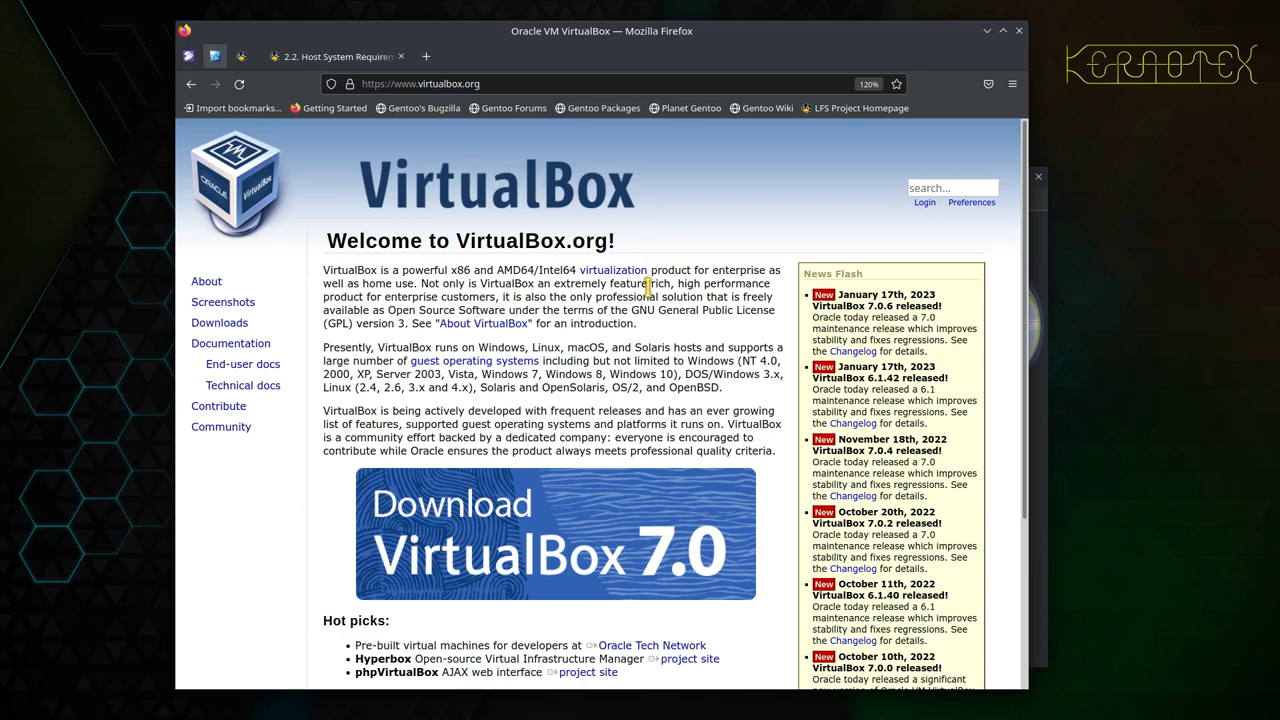 Oracle VM VirtualBox — Mozilla Firefox
2.2. Host System Requirem
https://www.virtualbox.org
120%
Import bookmarks...
Getting Started
Gentoo's Bugzilla
Gentoo Forums
Gentoo Packages
Planet Gentoo
Gentoo Wiki
LFS Project Homepage
KERAOTEX
ORACLE
VirtualBox
VirtualBox
search...
Login
Preferences
Welcome to VirtualBox.org!
About
Screenshots
Downloads
Documentation
End-user docs
Technical docs
Contribute
Community
VirtualBox is a powerful x86 and AMD64/Intel64 virtualization product for enterprise as
well as home use. Not only is VirtualBox an extremely feature rich, high performance
product for enterprise customers, it is also the only professional solution that is freely
available as Open Source Software under the terms of the GNU General Public License
(GPL) version 3. See "About VirtualBox" for an introduction.
Presently, VirtualBox runs on Windows, Linux, macOS, and Solaris hosts and supports a
large number of guest operating systems including but not limited to Windows (NT 4.0,
2000, XP, Server 2003, Vista, Windows 7, Windows 8, Windows 10), DOS/Windows 3.x,
Linux (2.4, 2.6, 3.x and 4.x), Solaris and OpenSolaris, OS/2, and OpenBSD.
VirtualBox is being actively developed with frequent releases and has an ever growing
list of features, supported guest operating systems and platforms it runs on. VirtualBox
is a community effort backed by a dedicated company: everyone is encouraged to
contribute while Oracle ensures the product always meets professional quality criteria.
Download
VirtualBox 7.0
Hot picks:
• Pre-built virtual machines for developers at Oracle Tech Network
• Hyperbox Open-source Virtual Infrastructure Manager project site
• phpVirtualBox AJAX web interface project site
News Flash
New January 17th, 2023
VirtualBox 7.0.6 released!
Oracle today released a 7.0
maintenance release which improves
stability and fixes regressions. See
the Changelog for details.
New January 17th, 2023
VirtualBox 6.1.42 released!
Oracle today released a 6.1
maintenance release which improves
stability and fixes regressions. See
the Changelog for details.
New November 18th, 2022
VirtualBox 7.0.4 released!
Oracle today released a 7.0
maintenance release which improves
stability and fixes regressions. See
the Changelog for details.
New October 20th, 2022
VirtualBox 7.0.2 released!
Oracle today released a 7.0
maintenance release which improves
stability and fixes regressions. See
the Changelog for details.
New October 11th, 2022
VirtualBox 6.1.40 released!
Oracle today released a 6.1
maintenance release which improves
stability and fixes regressions. See
the Changelog for details.
New October 10th, 2022
VirtualBox 7.0.0 released!
Oracle today released a significant